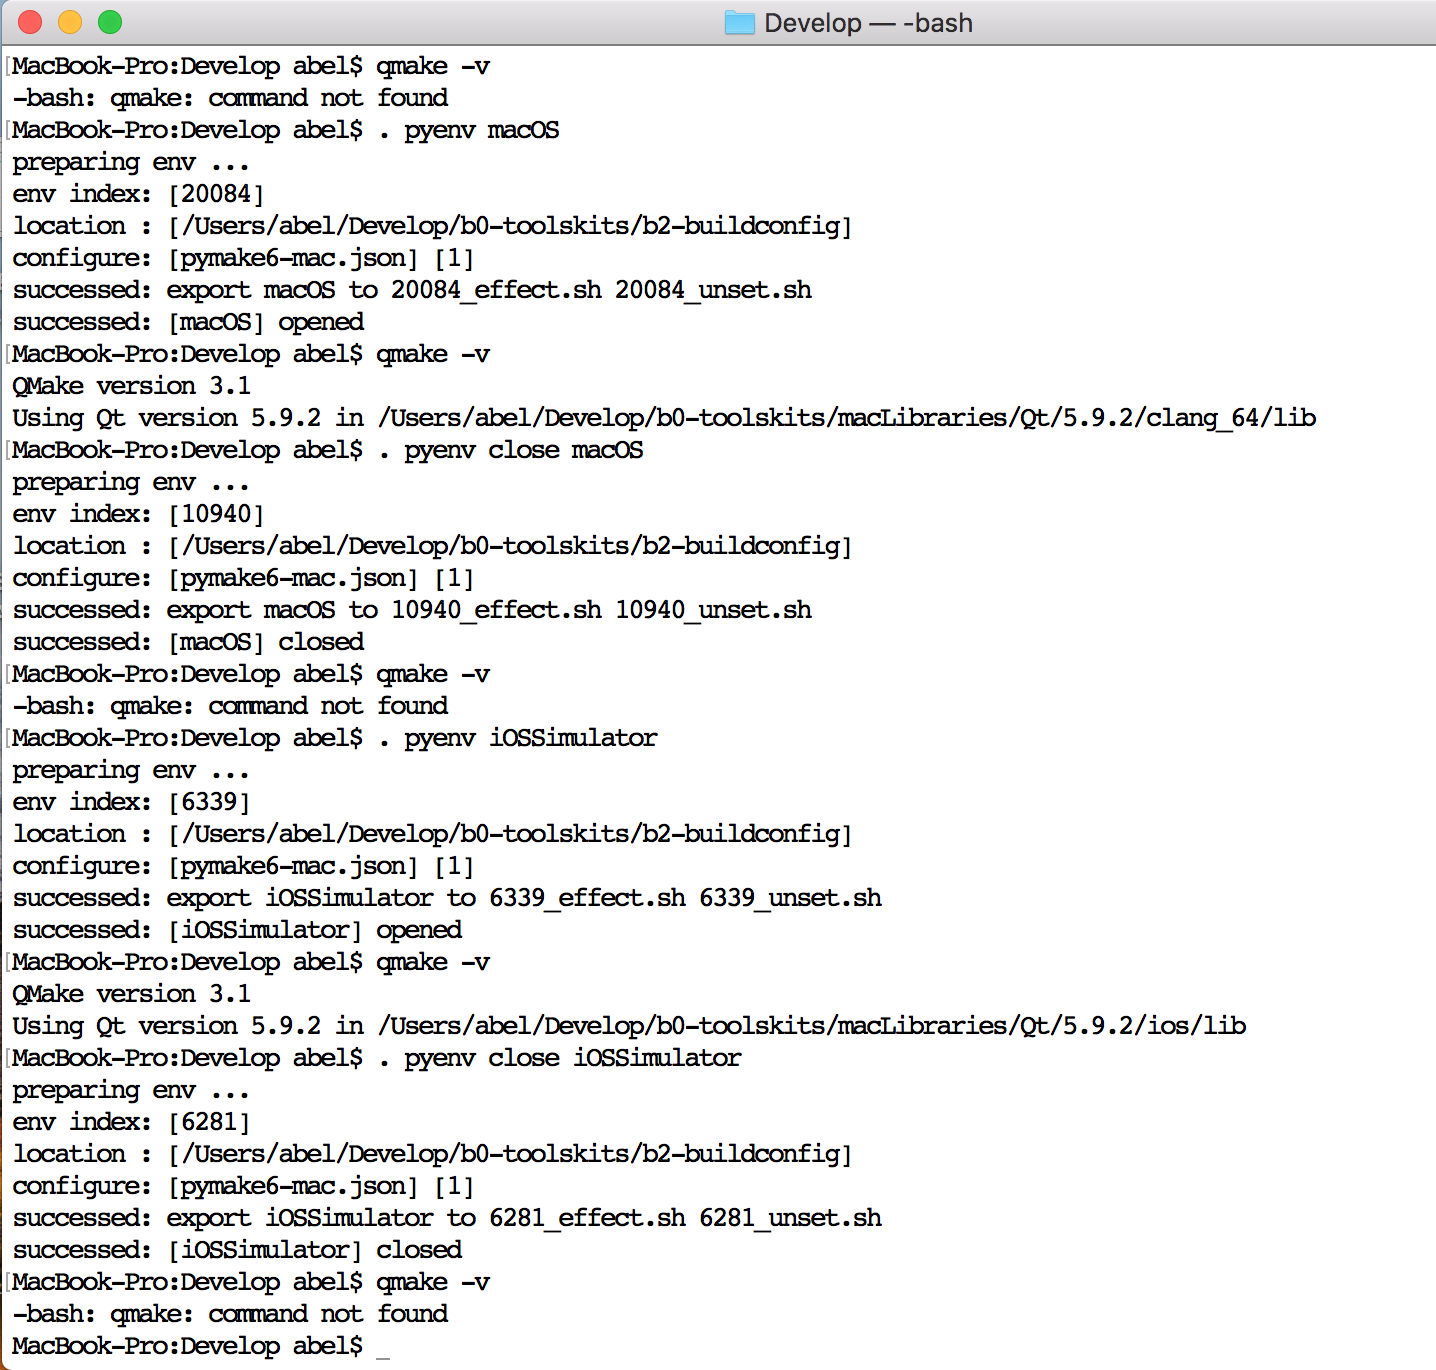 Develop — -bash
[MacBook-Pro:Develop abel$ qmake -v
-bash: qmake: command not found
[MacBook-Pro:Develop abel$ . pyenv macOS
preparing env ...
env index: [20084]
location : [/Users/abel/Develop/b0-toolskits/b2-buildconfig]
configure: [pymake6-mac.json] [1]
successed: export macOS to 20084_effect.sh 20084_unset.sh
successed: [macOS] opened
[MacBook-Pro:Develop abel$ qmake -v
QMake version 3.1
Using Qt version 5.9.2 in /Users/abel/Develop/b0-toolskits/macLibraries/Qt/5.9.2/clang_64/lib
[MacBook-Pro:Develop abel$ . pyenv close macOS
preparing env ...
env index: [10940]
location : [/Users/abel/Develop/b0-toolskits/b2-buildconfig]
configure: [pymake6-mac.json] [1]
successed: export macOS to 10940_effect.sh 10940_unset.sh
successed: [macOS] closed
[MacBook-Pro:Develop abel$ qmake -v
-bash: qmake: command not found
[MacBook-Pro:Develop abel$ . pyenv iOSSimulator
preparing env ...
env index: [6339]
location : [/Users/abel/Develop/b0-toolskits/b2-buildconfig]
configure: [pymake6-mac.json] [1]
successed: export iOSSimulator to 6339_effect.sh 6339_unset.sh
successed: [iOSSimulator] opened
[MacBook-Pro:Develop abel$ qmake -v
QMake version 3.1
Using Qt version 5.9.2 in /Users/abel/Develop/b0-toolskits/macLibraries/Qt/5.9.2/ios/lib
[MacBook-Pro:Develop abel$ . pyenv close iOSSimulator
preparing env ...
env index: [6281]
location : [/Users/abel/Develop/b0-toolskits/b2-buildconfig]
configure: [pymake6-mac.json] [1]
successed: export iOSSimulator to 6281_effect.sh 6281_unset.sh
successed: [iOSSimulator] closed
[MacBook-Pro:Develop abel$ qmake -v
-bash: qmake: command not found
MacBook-Pro:Develop abel$ _